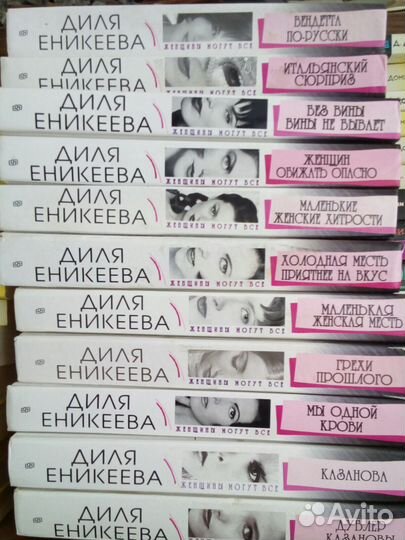 ДИЛЯ
ЕНИКЕЕВА
ЖЕНЩИНЫ МОГУТ ВСЕ
ВЕНДЕТТА
ПО-РУССКИ
ДИЛЯ
ЕНИКЕЕВА
ИТАЛЬЯНСКИЙ
СЮРПРИЗ
ДИЛЯ
ЕНИКЕЕВА
ЖЕНЩИНЫ МОГУТ ВСЕ
БЕЗ ВИНЫ
ВИНЫ НЕ БЫВАЕТ
ДИЛЯ
ЕНИКЕЕВА
ЖЕНЩИНЫ МОГУТ ВСЕ
ЖЕНЩИН
ОБИЖАТЬ ОПАСНО
ДИЛЯ
ЕНИКЕЕВА
МАЛЕНЬКИЕ
ЖЕНСКИЕ ХИТРОСТИ
ДИЛЯ
ЕНИКЕЕВА
ЖЕНЩИНЫ МОГУТ ВСЕ
ХОЛОДНАЯ МЕСТЬ
ПРИЯТНЕЕ НА ВКУС
ДИЛЯ
ЕНИКЕЕВА
ЖЕНЩИНЫ МОГУТ ВСЕ
МАЛЕНЬКАЯ
ЖЕНСКАЯ МЕСТЬ
ДИЛЯ
ЕНИКЕЕВА
ЖЕНЩИНЫ МОГУТ ВСЕ
ГРЕХИ
ПРОШЛОГО
ДИЛЯ
ЕНИКЕЕВА
ЖЕНЩИНЫ МОГУТ ВСЕ
МЫ ОДНОЙ
КРОВИ
ДИЛЯ
ЕНИКЕЕВА
ЖЕНЩИНЫ МОГУТ ВСЕ
КАЗАНОВА
ДИЛЯ
ЕНИКЕЕВА
ДУБЛЕР
КАЗАНОВЫ
Avito